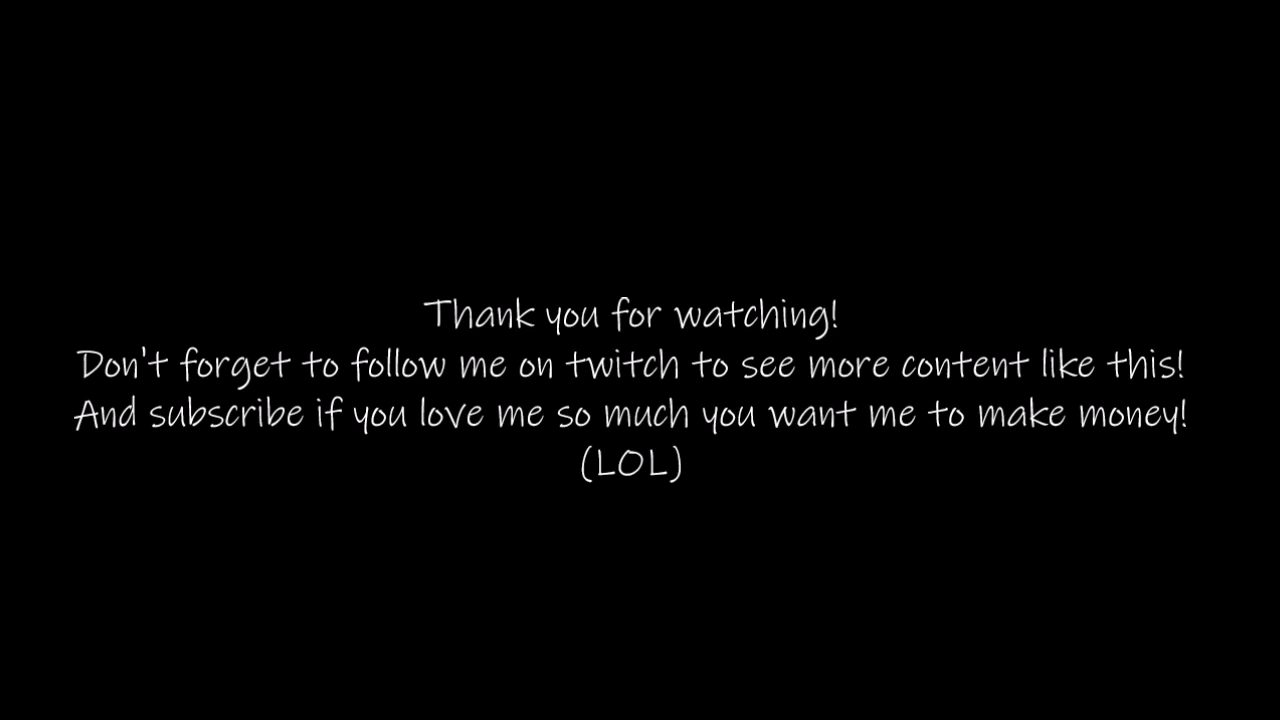 Thank you for watching!
Don't forget to follow me on twitch to see more content like this!
And subscribe if you love me so much you want me to make money!
(LOL)